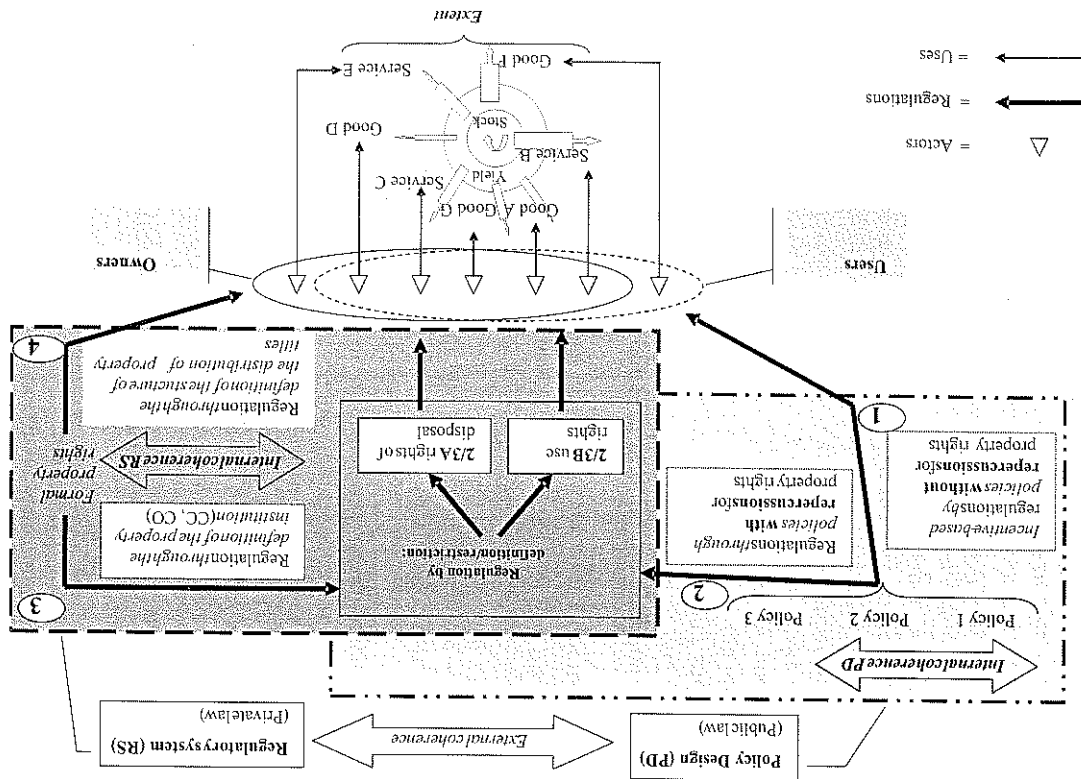 Policy Design (PD)
(Public law)
External coherence
Regulatory system (RS)
(Private law)
Internal coherence PD
Policy 1 Policy 2 Policy 3
2
3
Incentive-based
regulations by
policies without
repercussions for
property rights
1
Regulations through
policies with
repercussions for
property rights
Regulation by
definition/restriction:
2/3B use
rights
2/3A rights of
disposal
Regulation through the
definition of the property
institution (CC, CO)
Internal coherence RS
Formal
property
rights
Regulation through the
definition of the stucture of
the distribution of property
titles
4
Users
Owners
Good A
Good G
Service B
Service C
Yield
Stock
Good D
Good F
Service E
Extent
= Actors
= Regulations
= Uses